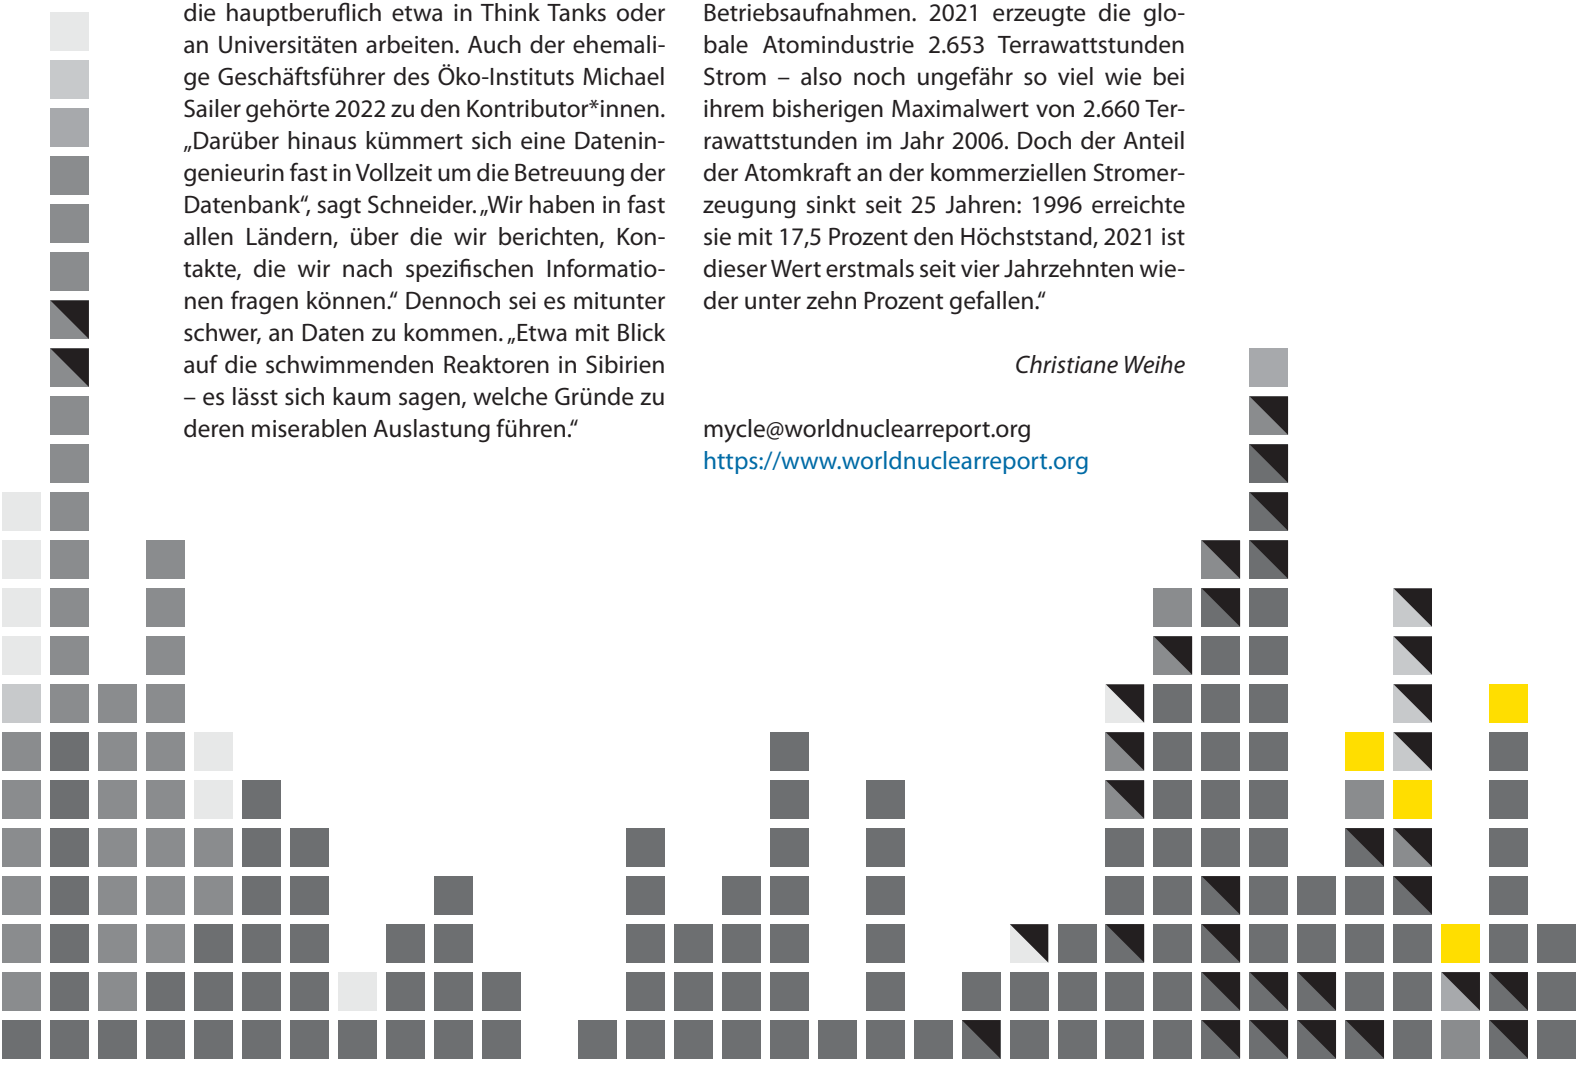 die hauptberuflich etwa in Think Tanks oder
an Universitäten arbeiten. Auch der ehemali-
ge Geschäftsführer des Öko-Instituts Michael
Sailer gehörte 2022 zu den Kontributor*innen.
„Darüber hinaus kümmert sich eine Datenin-
genieurin fast in Vollzeit um die Betreuung der
Datenbank“, sagt Schneider. „Wir haben in fast
allen Ländern, über die wir berichten, Kon-
takte, die wir nach spezifischen Informatio-
nen fragen können.“ Dennoch sei es mitunter
schwer, an Daten zu kommen. „Etwa mit Blick
auf die schwimmenden Reaktoren in Sibirien
– es lässt sich kaum sagen, welche Gründe zu
deren miserablen Auslastung führen.“
Betriebsaufnahmen. 2021 erzeugte die glo-
bale Atomindustrie 2.653 Terrawattstunden
Strom – also noch ungefähr so viel wie bei
ihrem bisherigen Maximalwert von 2.660 Ter-
rawattstunden im Jahr 2006. Doch der Anteil
der Atomkraft an der kommerziellen Stromer-
zeugung sinkt seit 25 Jahren: 1996 erreichte
sie mit 17,5 Prozent den Höchststand, 2021 ist
dieser Wert erstmals seit vier Jahrzehnten wie-
der unter zehn Prozent gefallen.“
Christiane Weihe
mycle@worldnuclearreport.org
https://www.worldnuclearreport.org